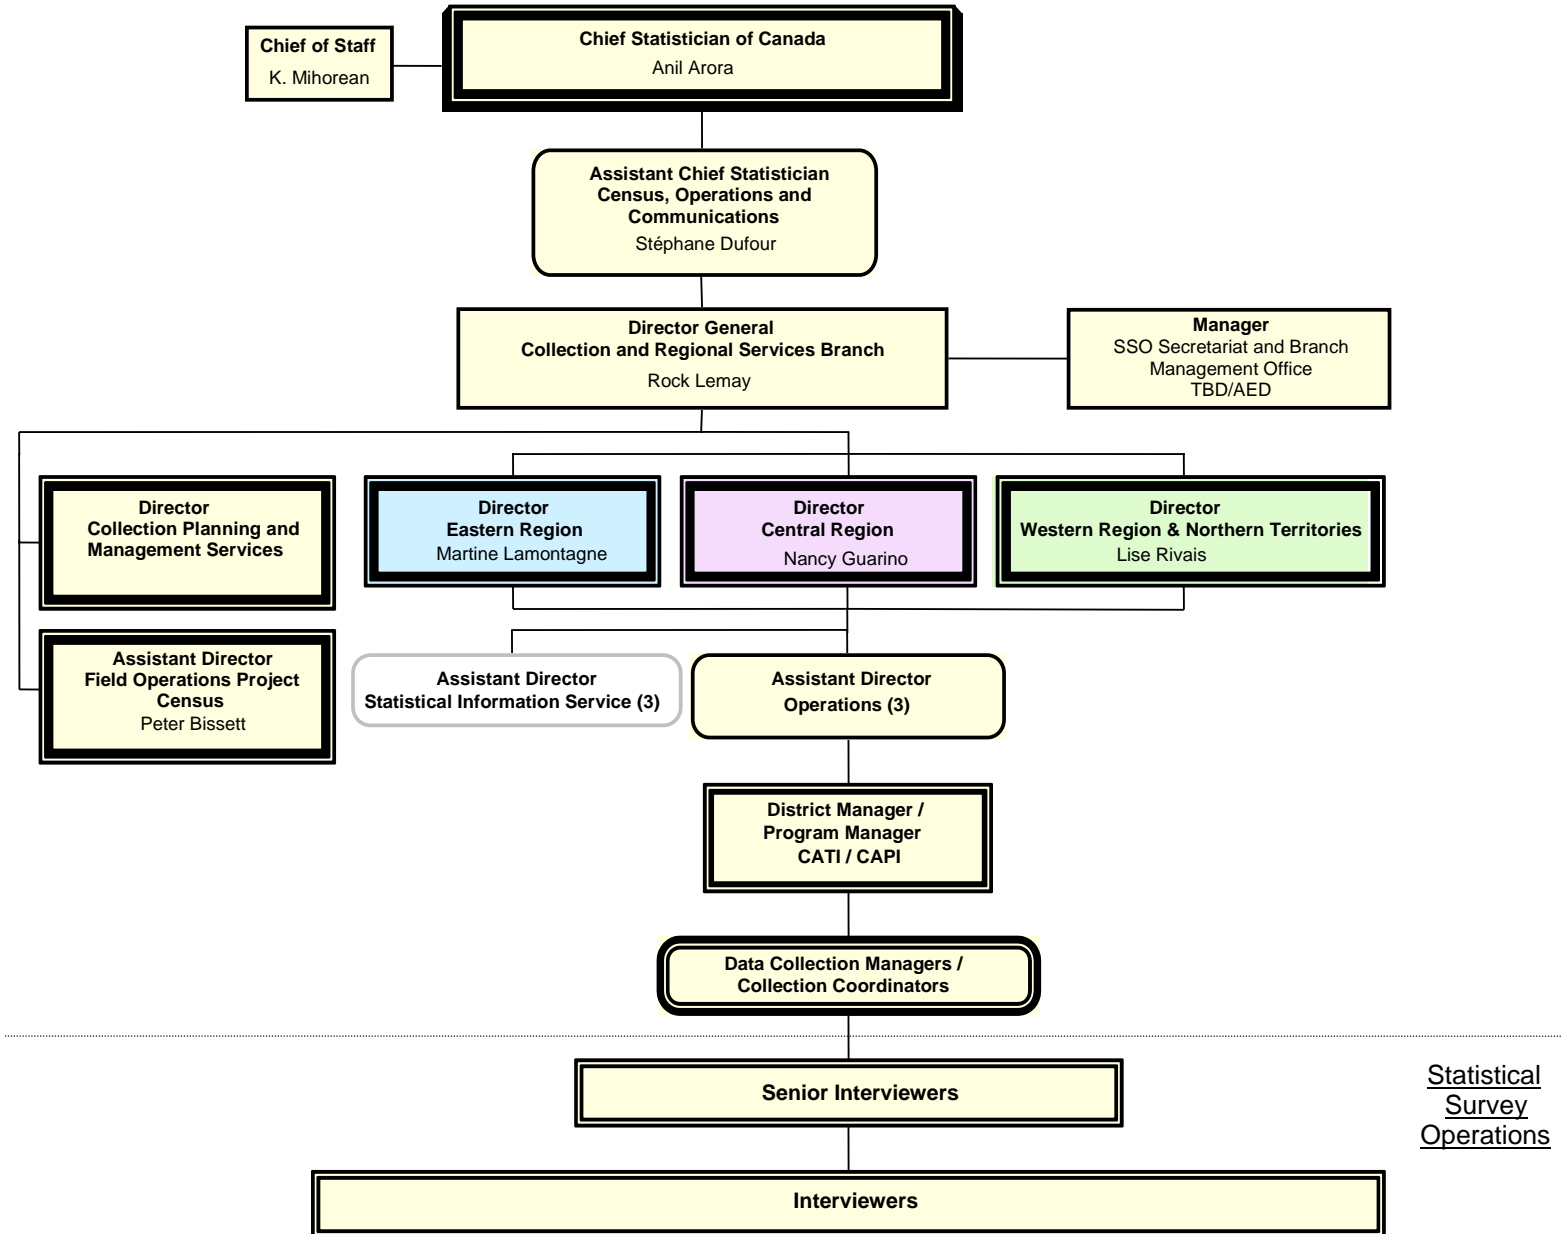 Chief of Staff
K. Mihorean
Chief Statistician of Canada
Anil Arora
Assistant Chief Statistician
Census, Operations and
Communications
Stéphane Dufour
Director General
Collection and Regional Services Branch
Rock Lemay
Manager
SSO Secretariat and Branch
Management Office
TBD/AED
Director
Collection Planning and
Management Services
Director
Eastern Region
Martine Lamontagne
Director
Central Region
Nancy Guarino
Director
Western Region & Northern Territories
Lise Rivais
Assistant Director
Field Operations Project
Census
Peter Bissett
Assistant Director
Statistical Information Service (3)
Assistant Director
Operations (3)
District Manager /
Program Manager
CATI / CAPI
Data Collection Managers /
Collection Coordinators
Senior Interviewers
Statistical
Survey
Operations
Interviewers